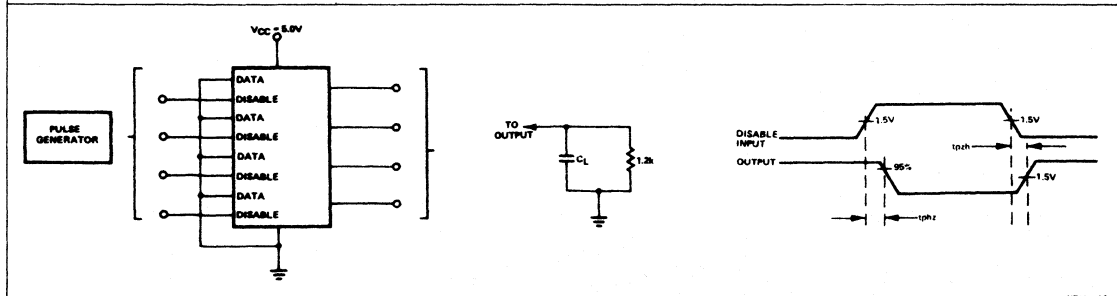 VCC = 5.0V
PULSE
GENERATOR
DATA
DISABLE
DATA
DISABLE
DATA
DISABLE
DATA
DISABLE
TO
OUTPUT
CL
1.2k
DISABLE
INPUT
1.5V
1.5V
tpzh
OUTPUT
95%
1.5V
tphz